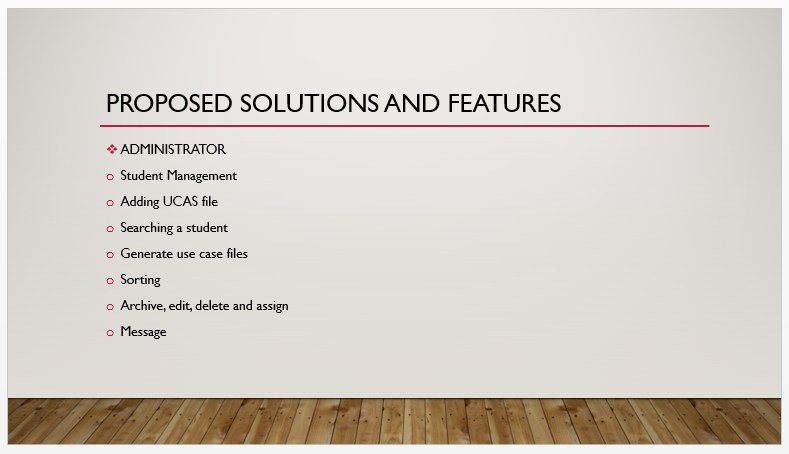 PROPOSED SOLUTIONS AND FEATURES
❖ ADMINISTRATOR
o Student Management
o Adding UCAS file
o Searching a student
o Generate use case files
o Sorting
o Archive, edit, delete and assign
o Message